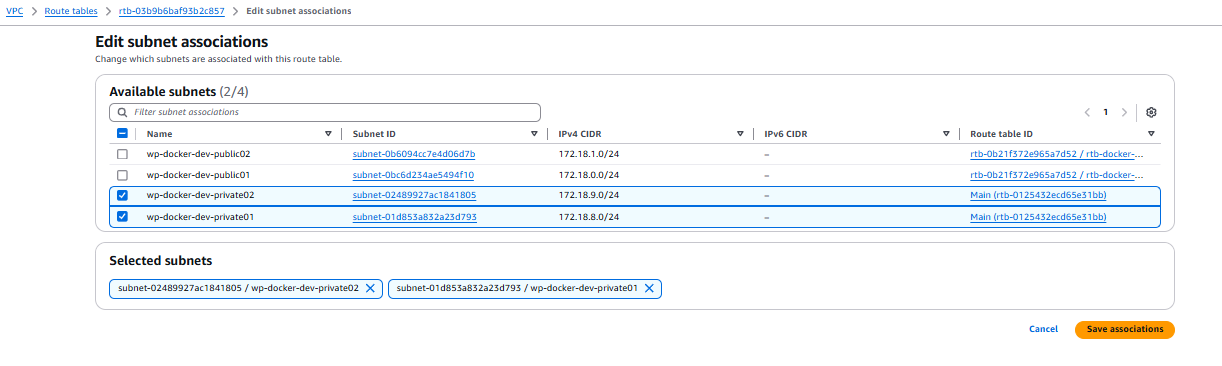 VPC > Route tables > rtb-03b9b6baf93b2c857 > Edit subnet associations
Edit subnet associations
Change which subnets are associated with this route table.
Available subnets (2/4)
Filter subnet associations
1
Name Subnet ID IPv4 CIDR IPv6 CIDR Route table ID
wp-docker-dev-public02 subnet-0b6094cc7e4d06d7b 172.18.1.0/24 – rtb-0b21f372e965a7d52 / rtb-docker-...
wp-docker-dev-public01 subnet-0bc6d234ae5494f10 172.18.0.0/24 – rtb-0b21f372e965a7d52 / rtb-docker-...
wp-docker-dev-private02 subnet-02489927ac1841805 172.18.9.0/24 – Main (rtb-0125432ecd65e31bb)
wp-docker-dev-private01 subnet-01d853a832a23d793 172.18.8.0/24 – Main (rtb-0125432ecd65e31bb)
Selected subnets
subnet-02489927ac1841805 / wp-docker-dev-private02 subnet-01d853a832a23d793 / wp-docker-dev-private01
Cancel Save associations